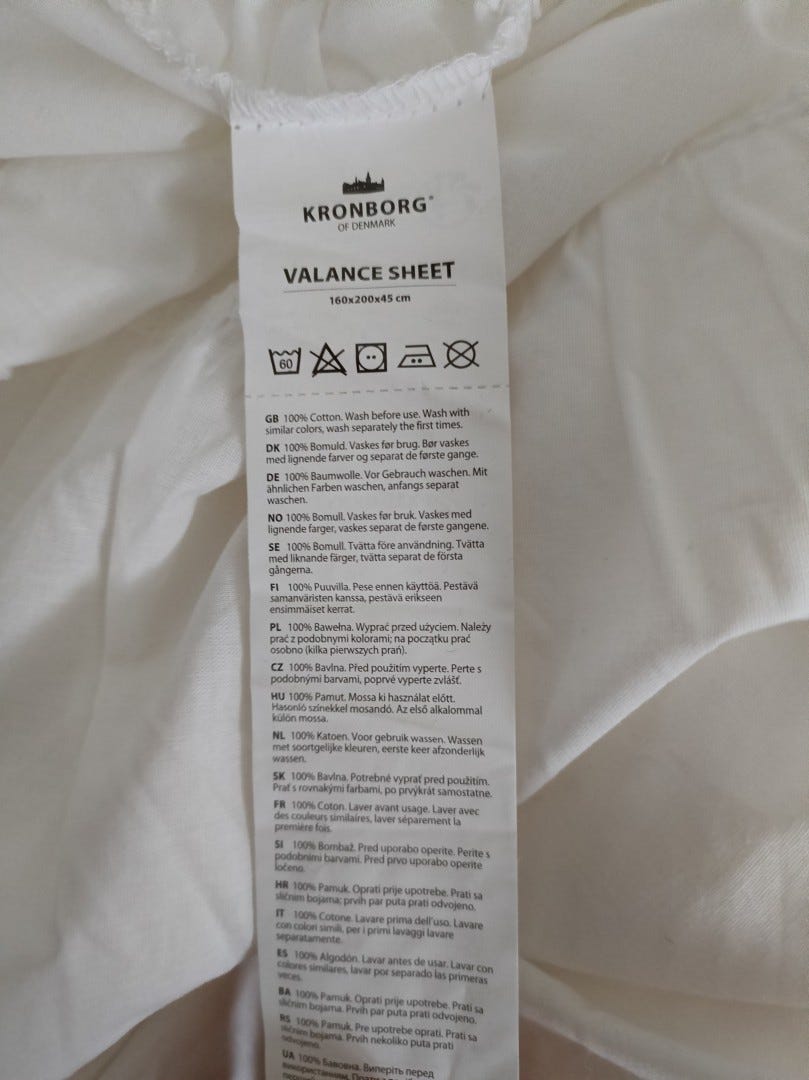 KRONBORG®
OF DENMARK
VALANCE SHEET
160x200x45 cm
60
GB 100% Cotton. Wash before use. Wash with
similar colors, wash separately the first times.
DK 100% Bomuld. Vaskes før brug. Bør vaskes
med lignende farver og separat de første gange.
DE 100% Baumwolle. Vor Gebrauch waschen. Mit
ähnlichen Farben waschen, anfangs separat
waschen.
NO 100% Bomull. Vaskes før bruk. Vaskes med
lignende farger, vaskes separat de første gangene.
SE 100% Bomull. Tvätta före användning. Tvätta
med liknande färger, tvätta separat de första
gångerna.
FI 100% Puuvilla. Pese ennen käyttöä. Pestävä
samanväristen kanssa, pestävä erikseen
ensimmäiset kerrat.
PL 100% Bawełna. Wyprać przed użyciem. Należy
prać z podobnymi kolorami; na początku prać
osobno (kilka pierwszych prań).
CZ 100% Bavlna. Před použitím vyperte. Perte s
podobnými barvami, poprvé vyperte zvlášť.
HU 100% Pamut. Mossa ki használat előtt.
Hasonló színekkel mosandó. Az első alkalommal
külön mossa.
NL 100% Katoen. Voor gebruik wassen. Wassen
met soortgelijke kleuren, eerste keer afzonderlijk
wassen.
SK 100% Bavlna. Potrebné vyprať pred použitím.
Prať s rovnakými farbami, po prvýkrát samostatne.
FR 100% Coton. Laver avant usage. Laver avec
des couleurs similaires, laver séparement la
première fois.
SI 100% Bombaž. Pred uporabo operite. Perite s
podobnimi barvami. Pred prvo uporabo operite
ločeno.
HR 100% Pamuk. Oprati prije upotrebe. Prati sa
sličnim bojama; prvih par puta prati odvojeno.
IT 100% Cotone. Lavare prima dell'uso. Lavare
con colori simili, per i primi lavaggi lavare
separatamente.
ES 100% Algodón. Lavar antes de usar. Lavar con
colores similares, lavar por separado las primeras
veces.
BA 100% Pamuk. Oprati prije upotrebe. Prati sa
sličnim bojama. Prvih par puta prati odvojeno.
RS 100% Pamuk. Pre upotrebe oprati. Prati sa
sličnim bojama. Prvih nekoliko puta prati
odvojeno.
UA 100% Бавовна. Виперіть перед
використанням.